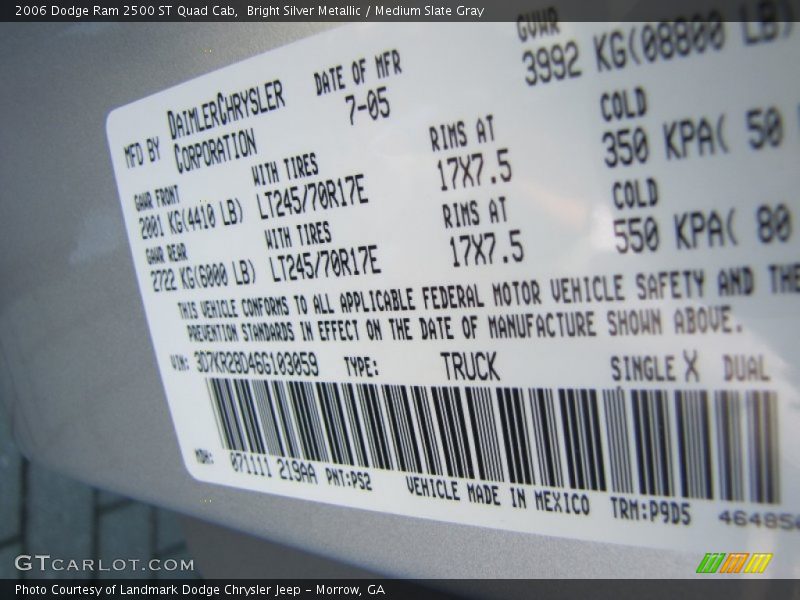 2006 Dodge Ram 2500 ST Quad Cab,  Bright Silver Metallic / Medium Slate Gray
MFD BY DAIMLERCHRYSLER CORPORATION
DATE OF MFR 7-05
GVWR 3992 KG(08800 LB)
GAWR FRONT WITH TIRES RIMS AT COLD
2001 KG(4410 LB) LT245/70R17E 17X7.5 350 KPA( 50
GAWR REAR WITH TIRES RIMS AT COLD
2722 KG(6000 LB) LT245/70R17E 17X7.5 550 KPA( 80
THIS VEHICLE CONFORMS TO ALL APPLICABLE FEDERAL MOTOR VEHICLE SAFETY AND THE
PREVENTION STANDARDS IN EFFECT ON THE DATE OF MANUFACTURE SHOWN ABOVE.
VIN: 3D7KR28D46G103059 TYPE: TRUCK SINGLE X DUAL
MDH: 071111 219AA PNT:PS2 VEHICLE MADE IN MEXICO TRM:P9D5 46485
GTCARLOT.COM
Photo Courtesy of Landmark Dodge Chrysler Jeep – Morrow, GA